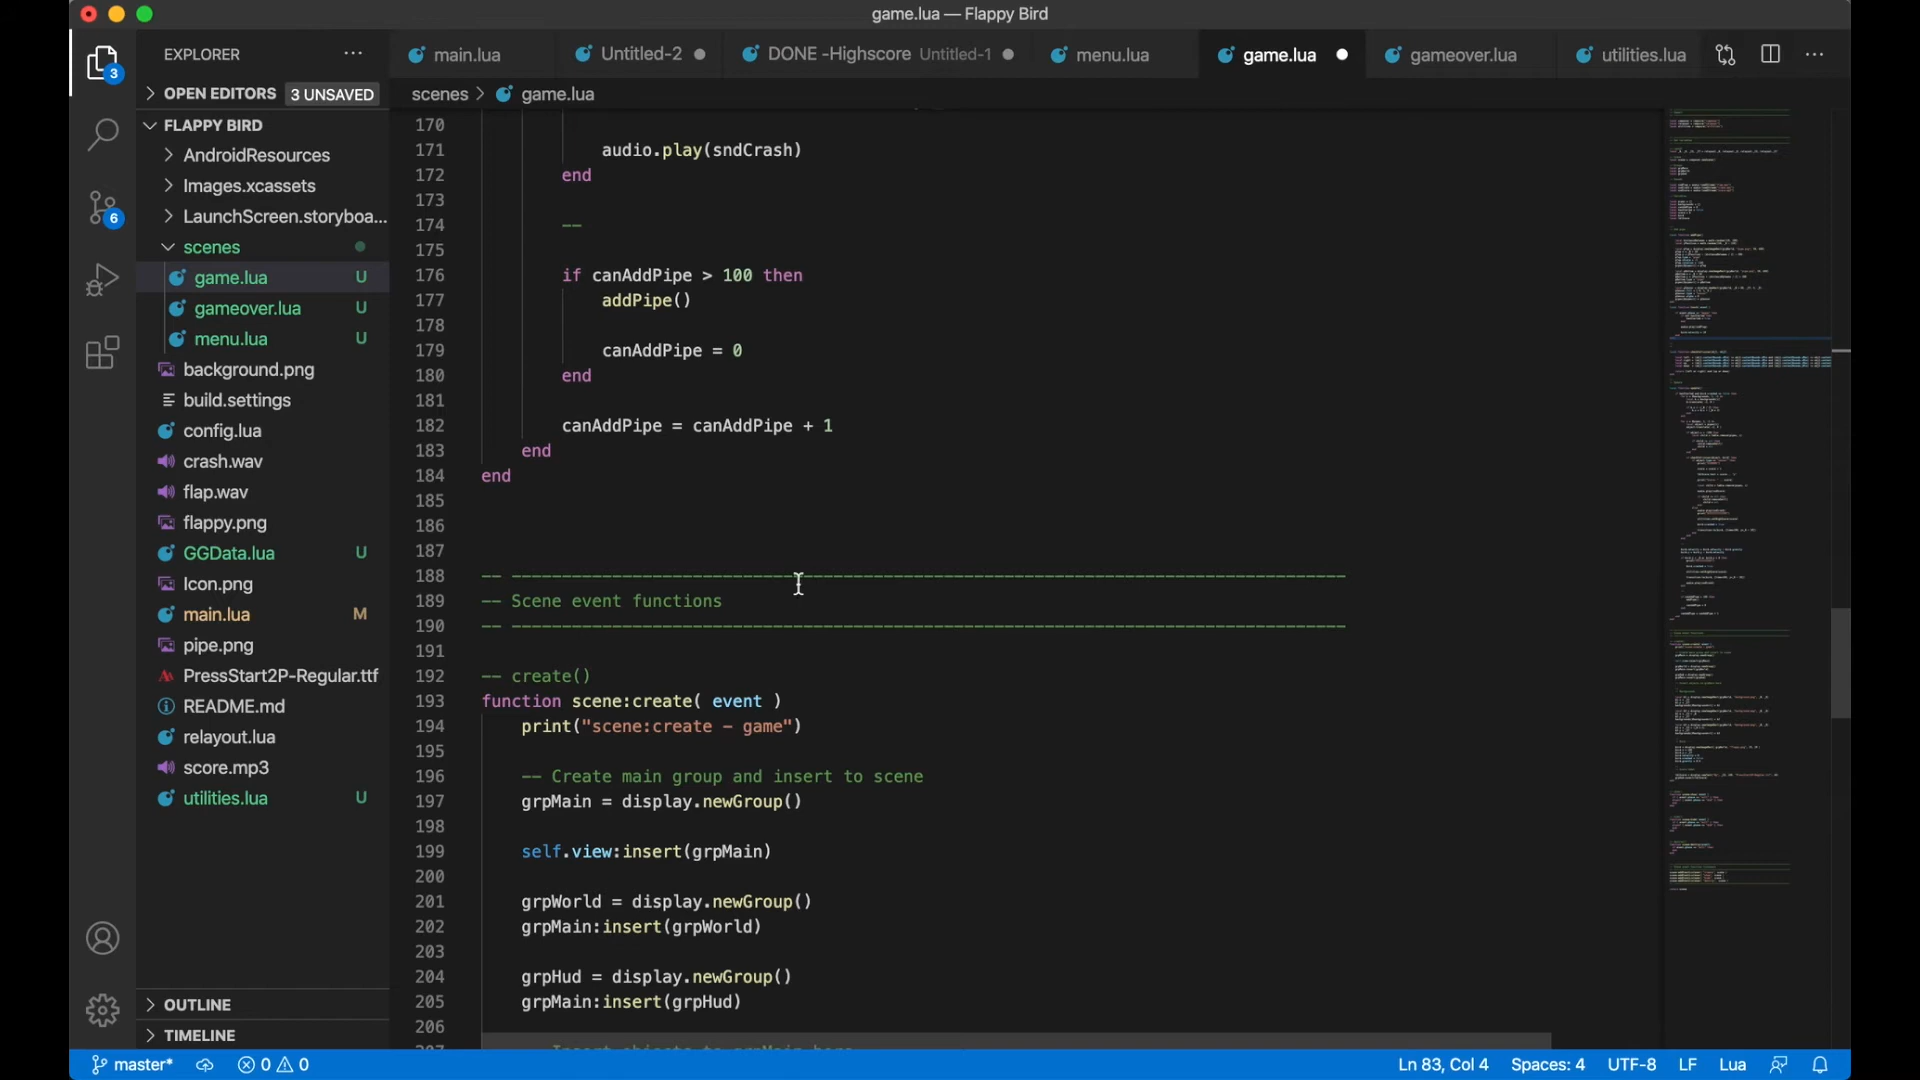 game.lua — Flappy Bird
EXPLORER
main.lua
Untitled-2
DONE -Highscore Untitled-1
menu.lua
game.lua
gameover.lua
utilities.lua
OPEN EDITORS 3 UNSAVED
scenes > game.lua
FLAPPY BIRD
AndroidResources
Images.xcassets
LaunchScreen.storyboa...
scenes
game.lua U
gameover.lua U
menu.lua U
background.png
build.settings
config.lua
crash.wav
flap.wav
flappy.png
GGData.lua U
Icon.png
main.lua M
pipe.png
PressStart2P-Regular.ttf
README.md
relayout.lua
score.mp3
utilities.lua U
OUTLINE
TIMELINE
3
6
170
171 audio.play(sndCrash)
172 end
173
174 --
175
176 if canAddPipe > 100 then
177 addPipe()
178
179 canAddPipe = 0
180 end
181
182 canAddPipe = canAddPipe + 1
183 end
184 end
185
186
187
188 -- -----------------------------------------------------------------------------------
189 -- Scene event functions
190 -- -----------------------------------------------------------------------------------
191
192 -- create()
193 function scene:create( event )
194 print("scene:create - game")
195
196 -- Create main group and insert to scene
197 grpMain = display.newGroup()
198
199 self.view:insert(grpMain)
200
201 grpWorld = display.newGroup()
202 grpMain:insert(grpWorld)
203
204 grpHud = display.newGroup()
205 grpMain:insert(grpHud)
206
master* 0 0 Ln 83, Col 4 Spaces: 4 UTF-8 LF Lua